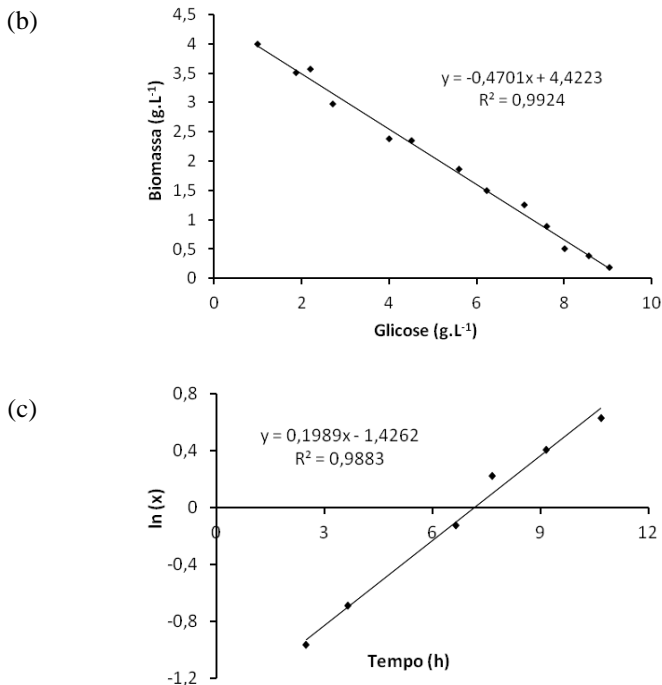 (b)
4,5
4
3,5
3
2,5
2
1,5
1
0,5
0
Biomassa (g.L⁻¹)
y = -0,4701x + 4,4223
R² = 0,9924
0 2 4 6 8 10
Glicose (g.L⁻¹)
(c)
0,8
0,4
0
-0,4
-0,8
-1,2
ln (x)
y = 0,1989x - 1,4262
R² = 0,9883
0 3 6 9 12
Tempo (h)